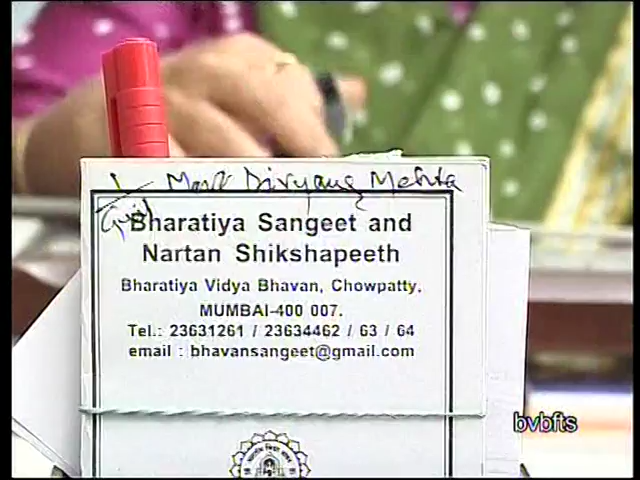 Divyang Mehta
Bharatiya Sangeet and
Nartan Shikshapeeth
Bharatiya Vidya Bhavan, Chowpatty,
MUMBAI-400 007.
Tel.: 23631261 / 23634462 / 63 / 64
email : bhavansangeet@gmail.com
bvbfts